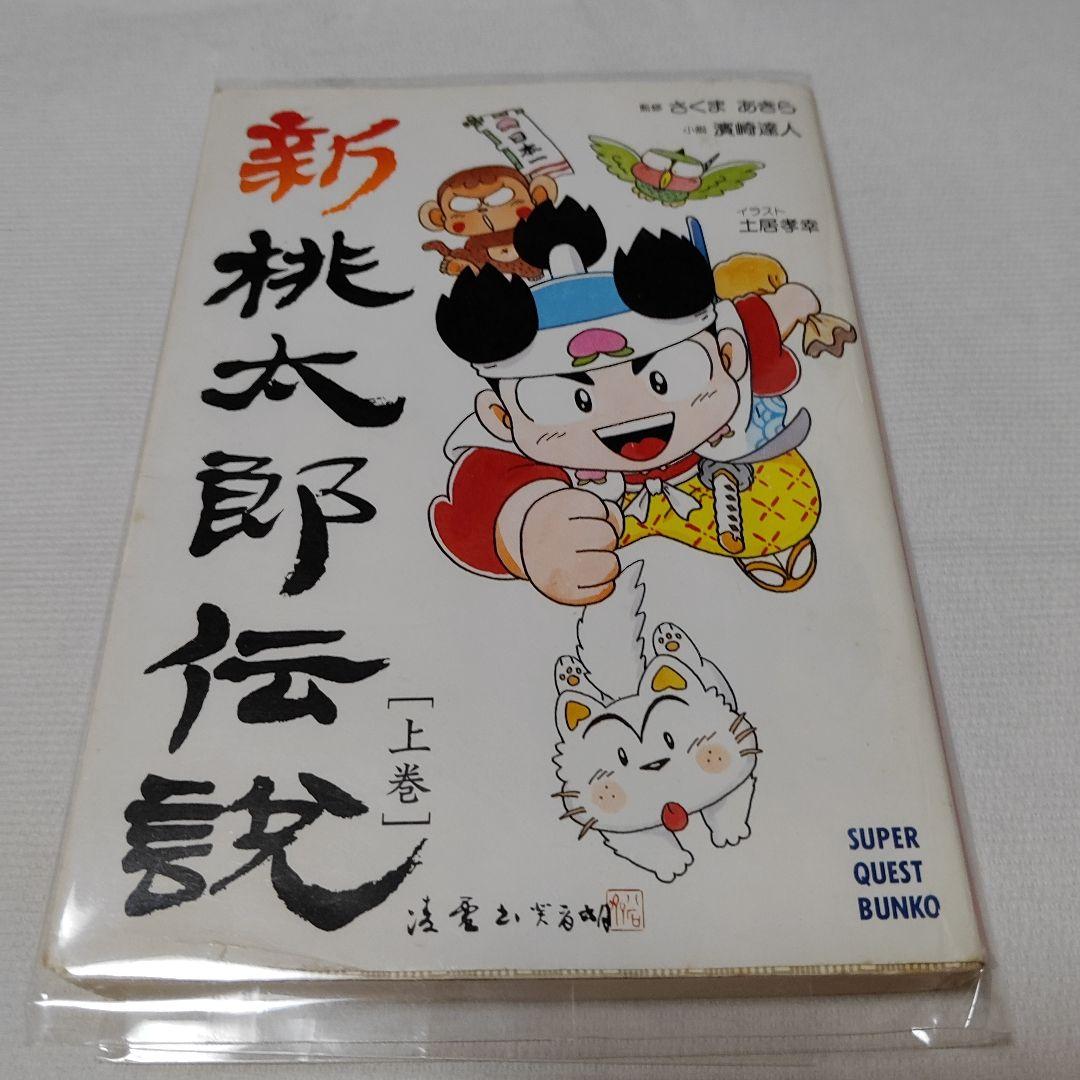 監修 さくま あきら
小説 濱崎達人
イラスト
土居孝幸
日本一
新
桃太郎伝説
[上巻]
SUPER
QUEST
BUNKO